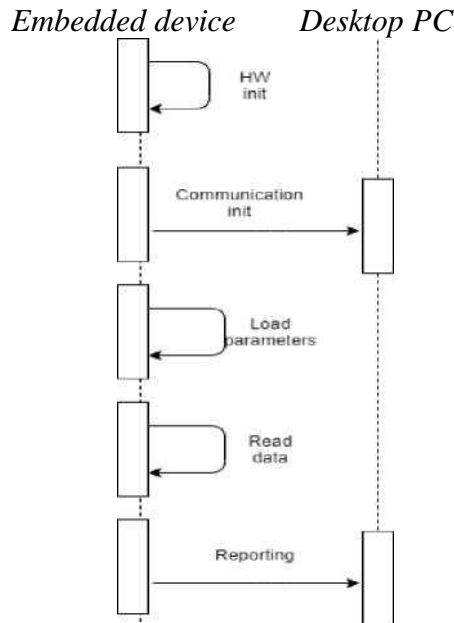 Embedded device Desktop PC
HW
init
Communication
init
Load
parameters
Read
data
Reporting